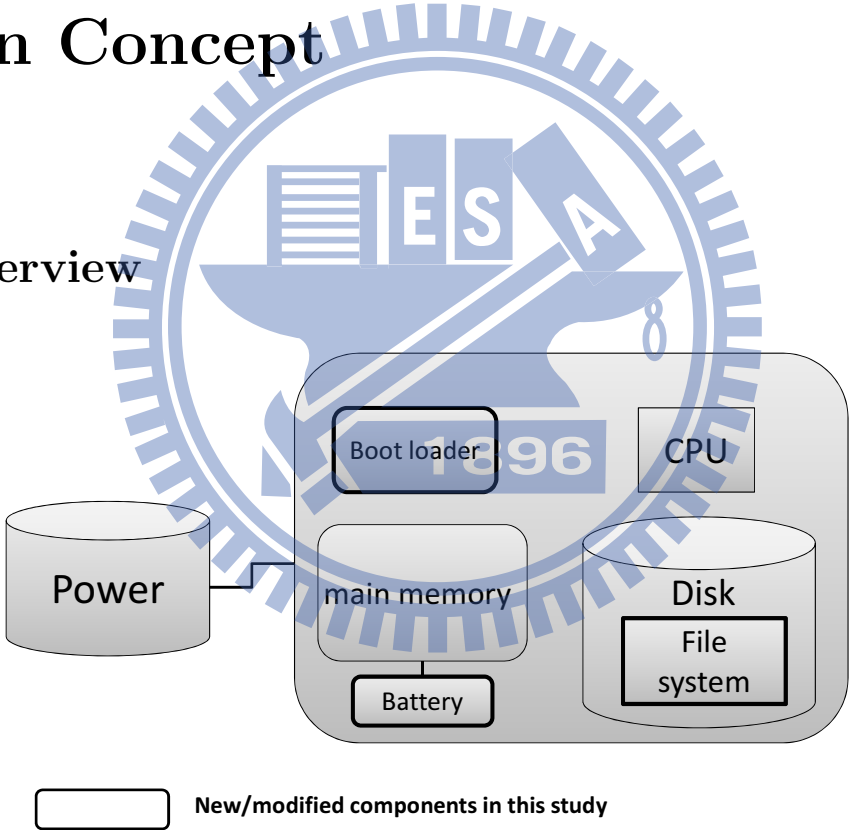 n Concept
erview
E S A
1896
Boot loader
CPU
Power
main memory
Disk
File
system
Battery
New/modified components in this study